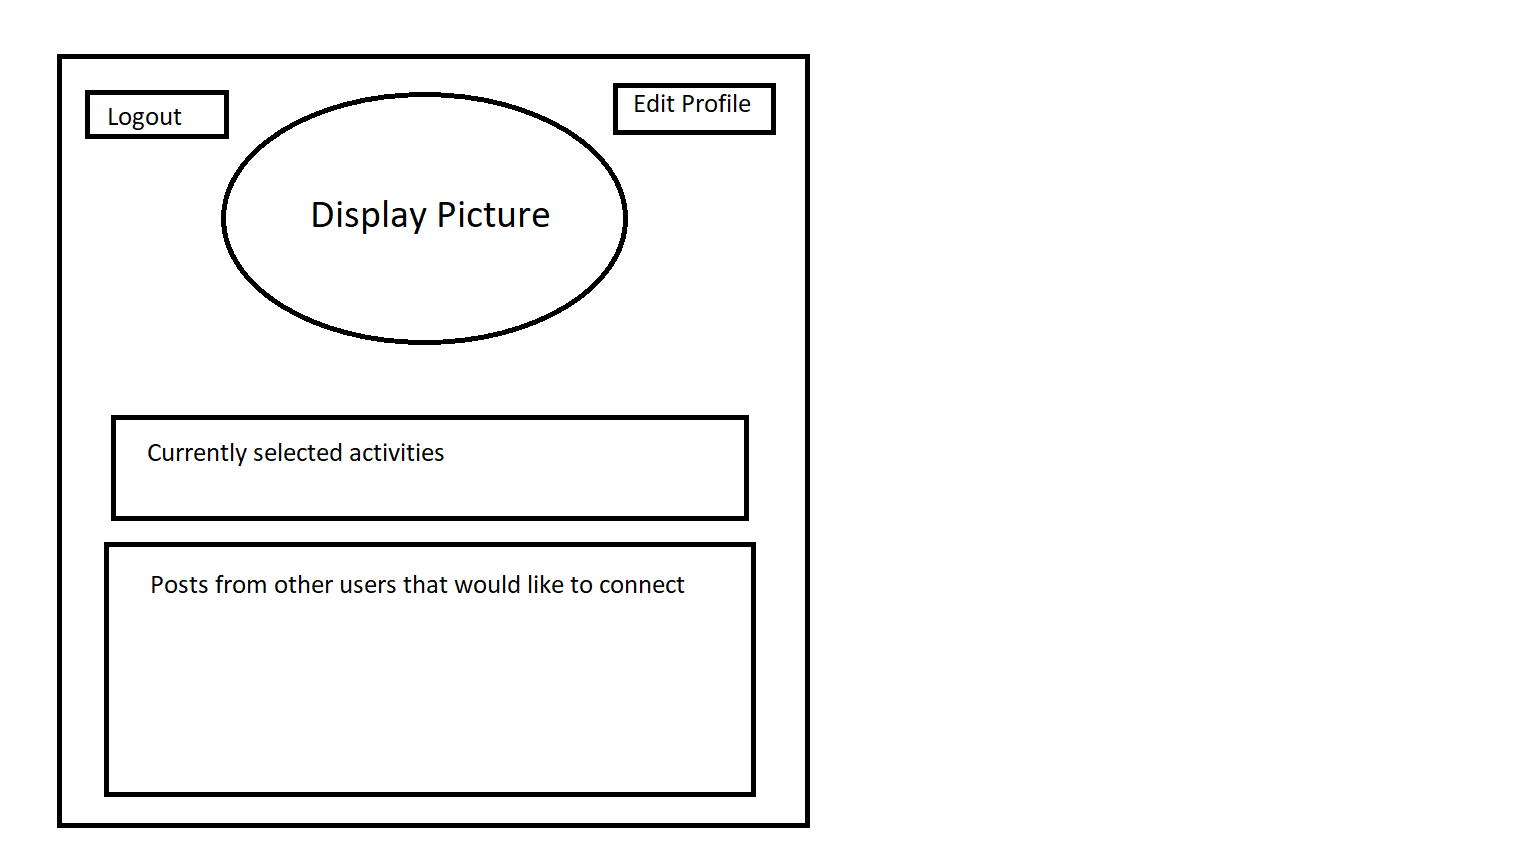 Logout
Edit Profile
Display Picture
Currently selected activities
Posts from other users that would like to connect